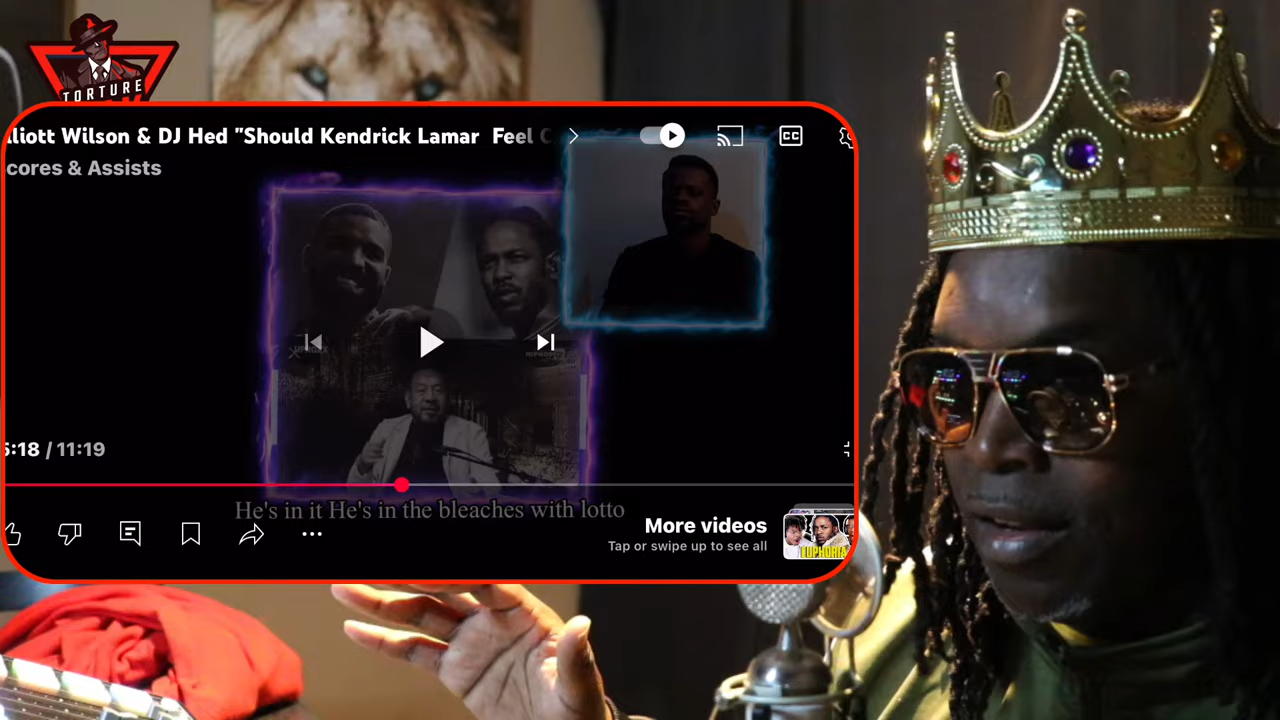 TORTURE
lliott Wilson & DJ Hed "Should Kendrick Lamar Feel C
CC
cores & Assists
5:18 / 11:19
He's in it He's in the bleaches with lotto
More videos
Tap or swipe up to see all
EUPHORIA